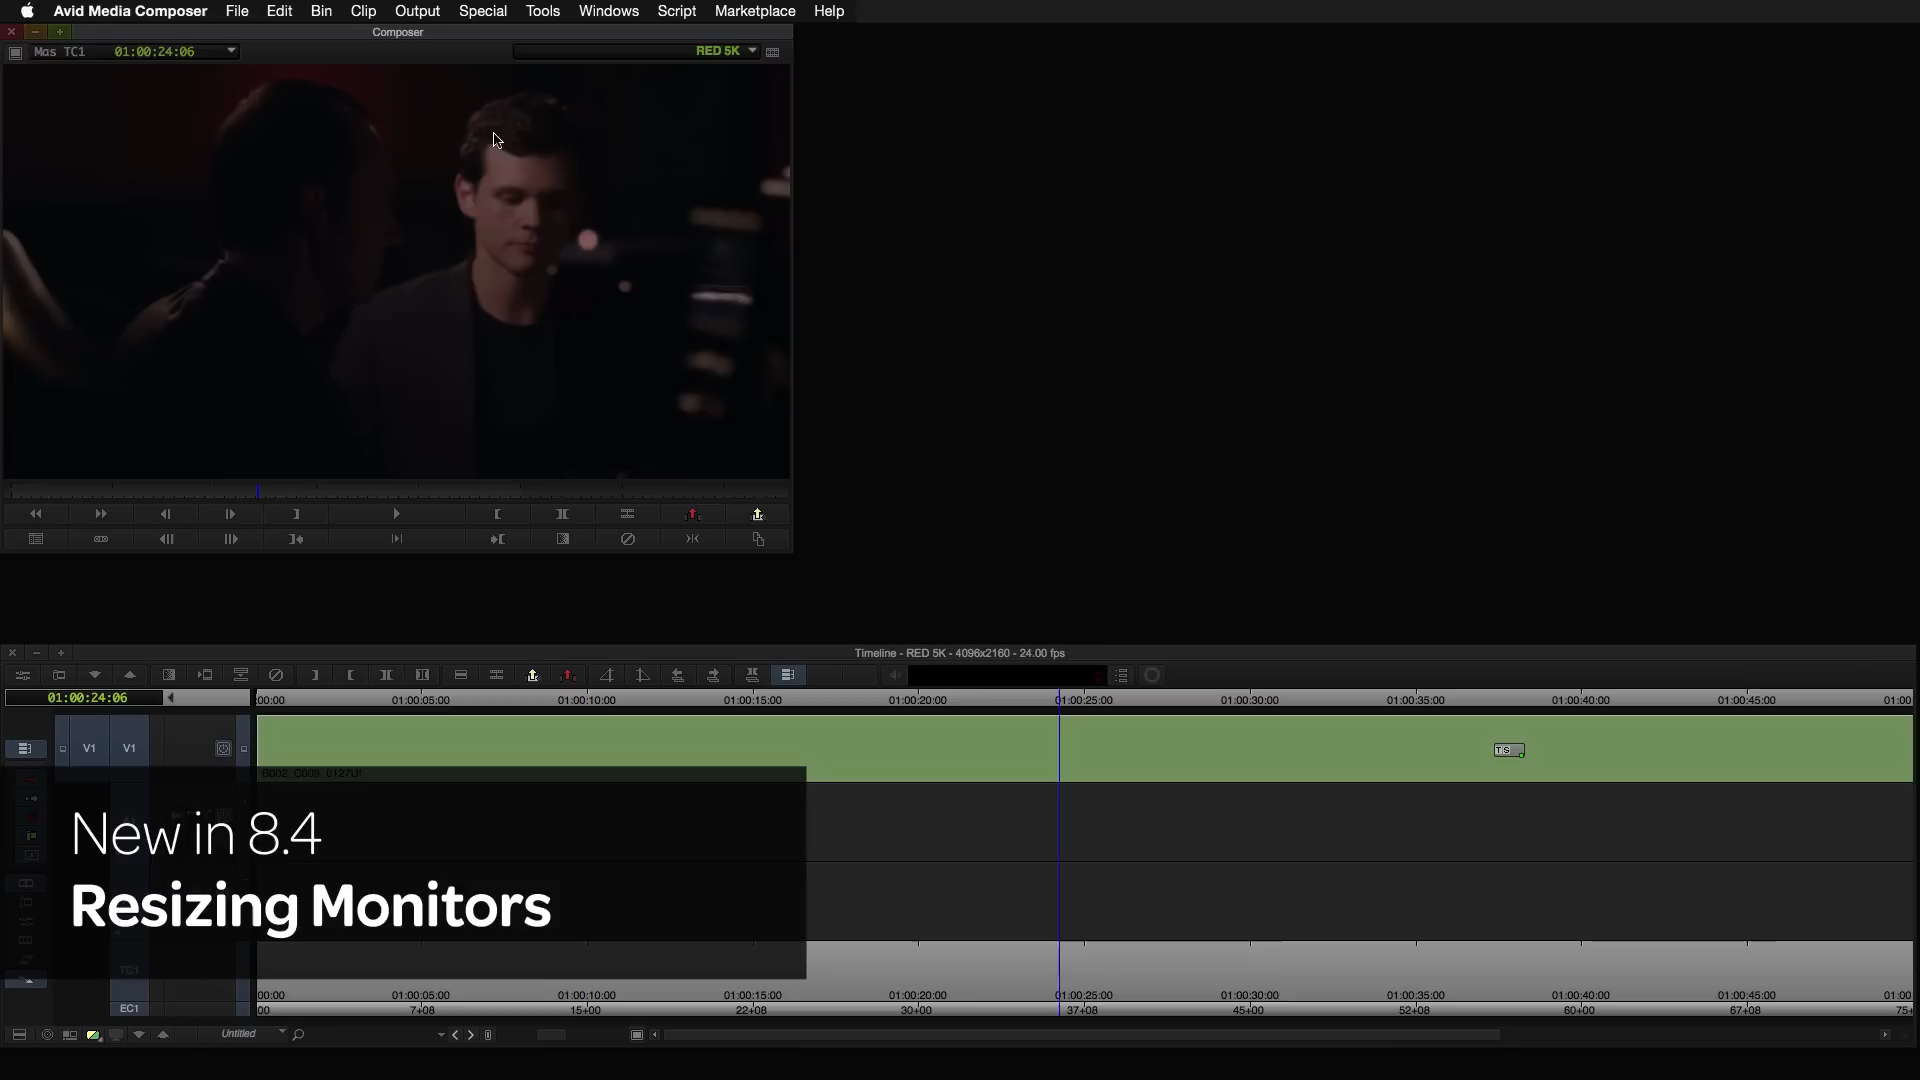 Avid Media Composer File Edit Bin Clip Output Special Tools Windows Script Marketplace Help
Composer
Mas TC1 01:00:24:06 RED 5K
Timeline - RED 5K - 4096x2160 - 24.00 fps
01:00:24:06 :00:00 01:00:05:00 01:00:10:00 01:00:15:00 01:00:20:00 01:00:25:00 01:00:30:00 01:00:35:00 01:00:40:00 01:00:45:00 01:00
V1 V1 TS
New in 8.4
Resizing Monitors
TC1
:00:00 01:00:05:00 01:00:10:00 01:00:15:00 01:00:20:00 01:00:25:00 01:00:30:00 01:00:35:00 01:00:40:00 01:00:45:00 01:00
EC1 00 7+08 15+00 22+08 30+00 37+08 45+00 52+08 60+00 67+08 75+
Untitled